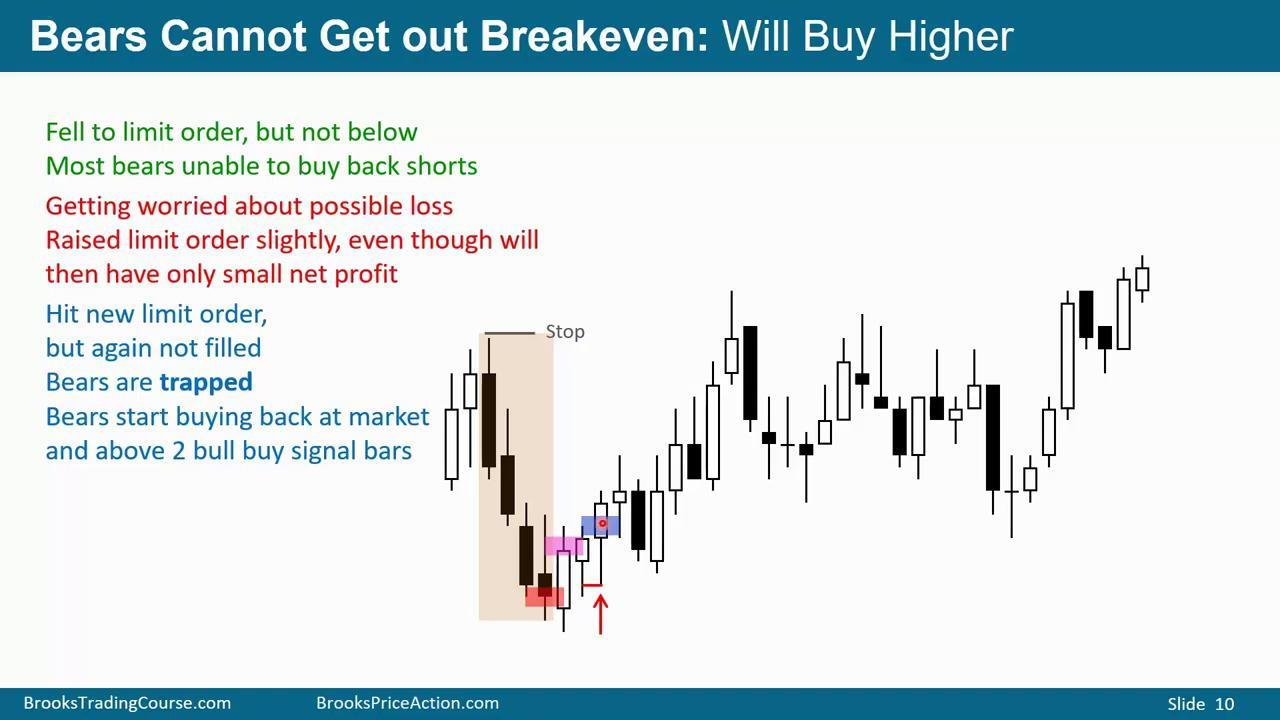 Bears Cannot Get out Breakeven: Will Buy Higher
Fell to limit order, but not below
Most bears unable to buy back shorts
Getting worried about possible loss
Raised limit order slightly, even though will
then have only small net profit
Hit new limit order,
but again not filled
Bears are trapped
Bears start buying back at market
and above 2 bull buy signal bars
Stop
BrooksTradingCourse.com
BrooksPriceAction.com
Slide 10